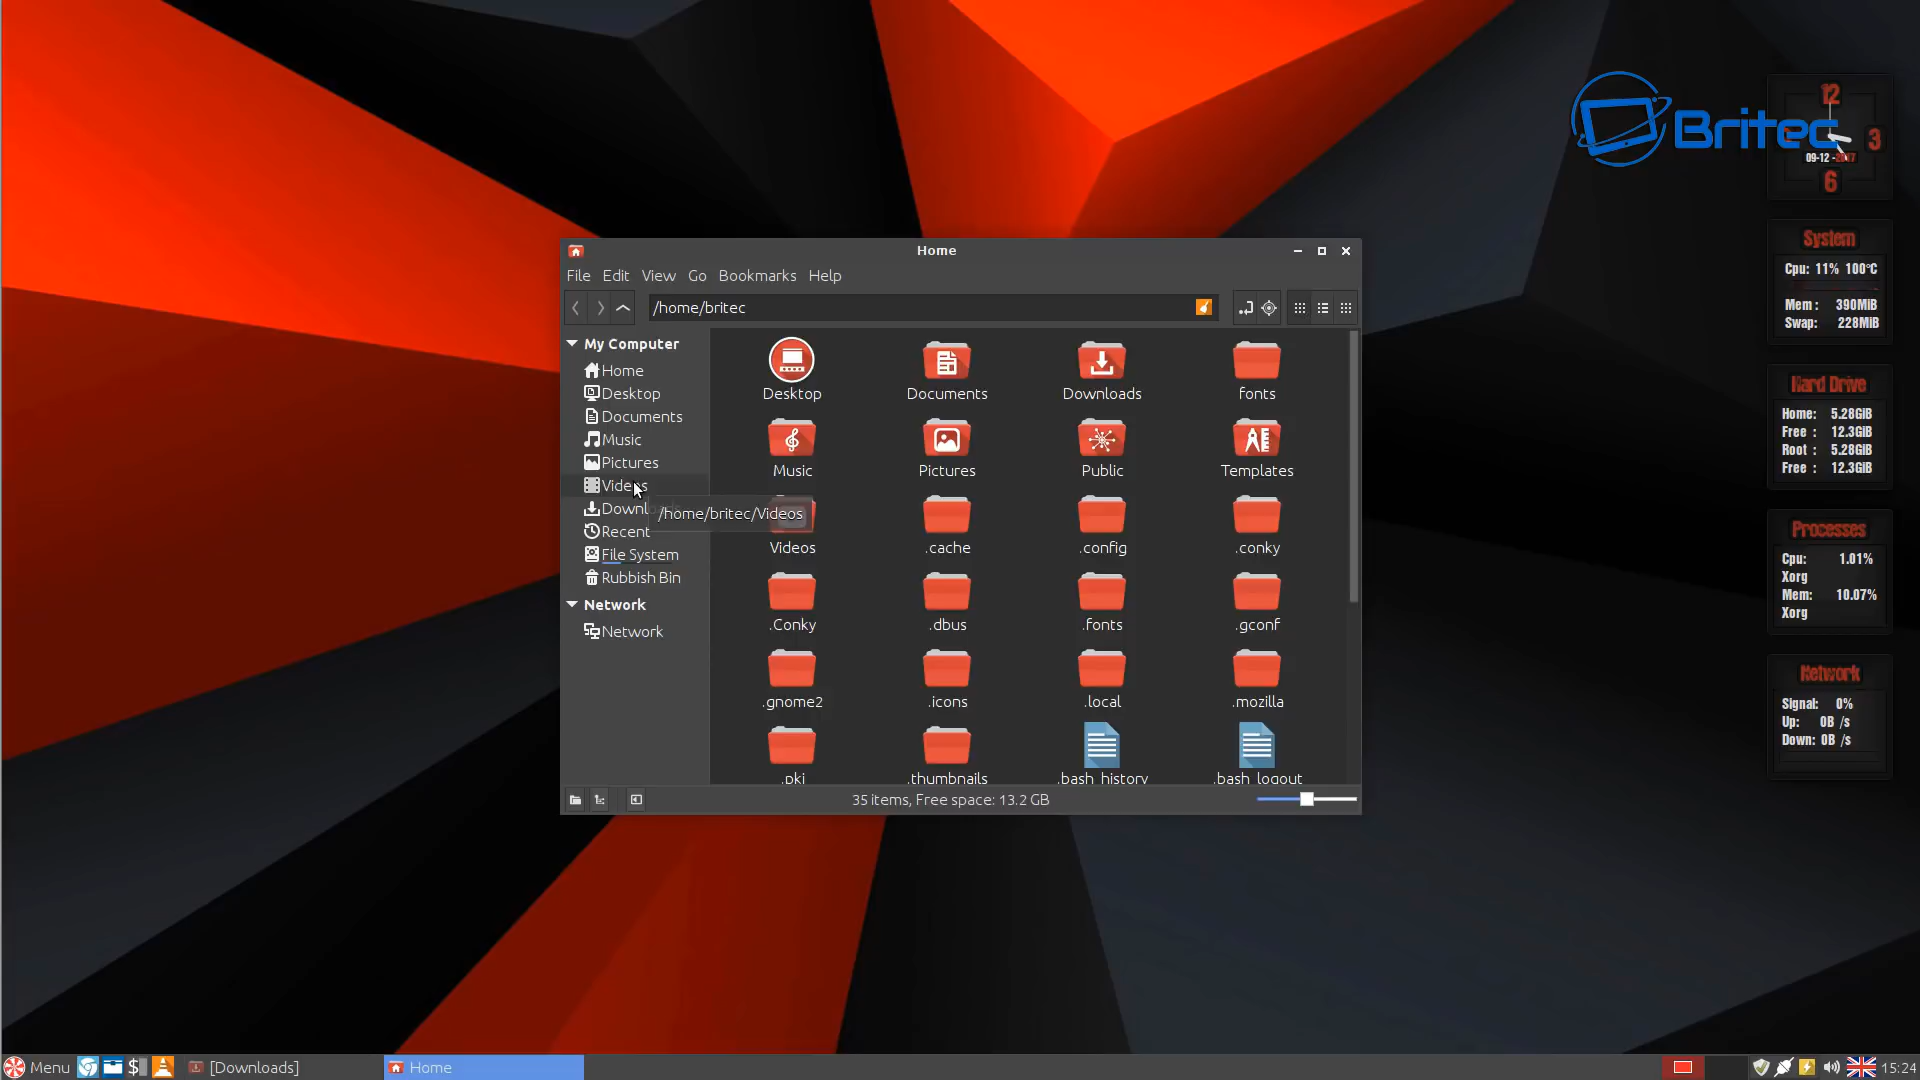 Britec
12
3
09-12-2017
6
System
Cpu: 11% 100°C
Mem : 390MiB
Swap: 228MiB
Hard Drive
Home: 5.28GiB
Free : 12.3GiB
Root : 5.28GiB
Free : 12.3GiB
Processes
Cpu: 1.01%
Xorg
Mem: 10.07%
Xorg
Network
Signal: 0%
Up: 0B /s
Down: 0B /s
Home
File Edit View Go Bookmarks Help
/home/britec
My Computer
Home
Desktop
Documents
Music
Pictures
Videos
Recent
File System
Rubbish Bin
Network
Network
/home/britec/Videos
Desktop Documents Downloads fonts
Music Pictures Public Templates
Videos .cache .config .conky
.Conky .dbus .fonts .gconf
.gnome2 .icons .local .mozilla
.pki .thumbnails .bash_history .bash_logout
35 items, Free space: 13.2 GB
Menu [Downloads] Home 15:24